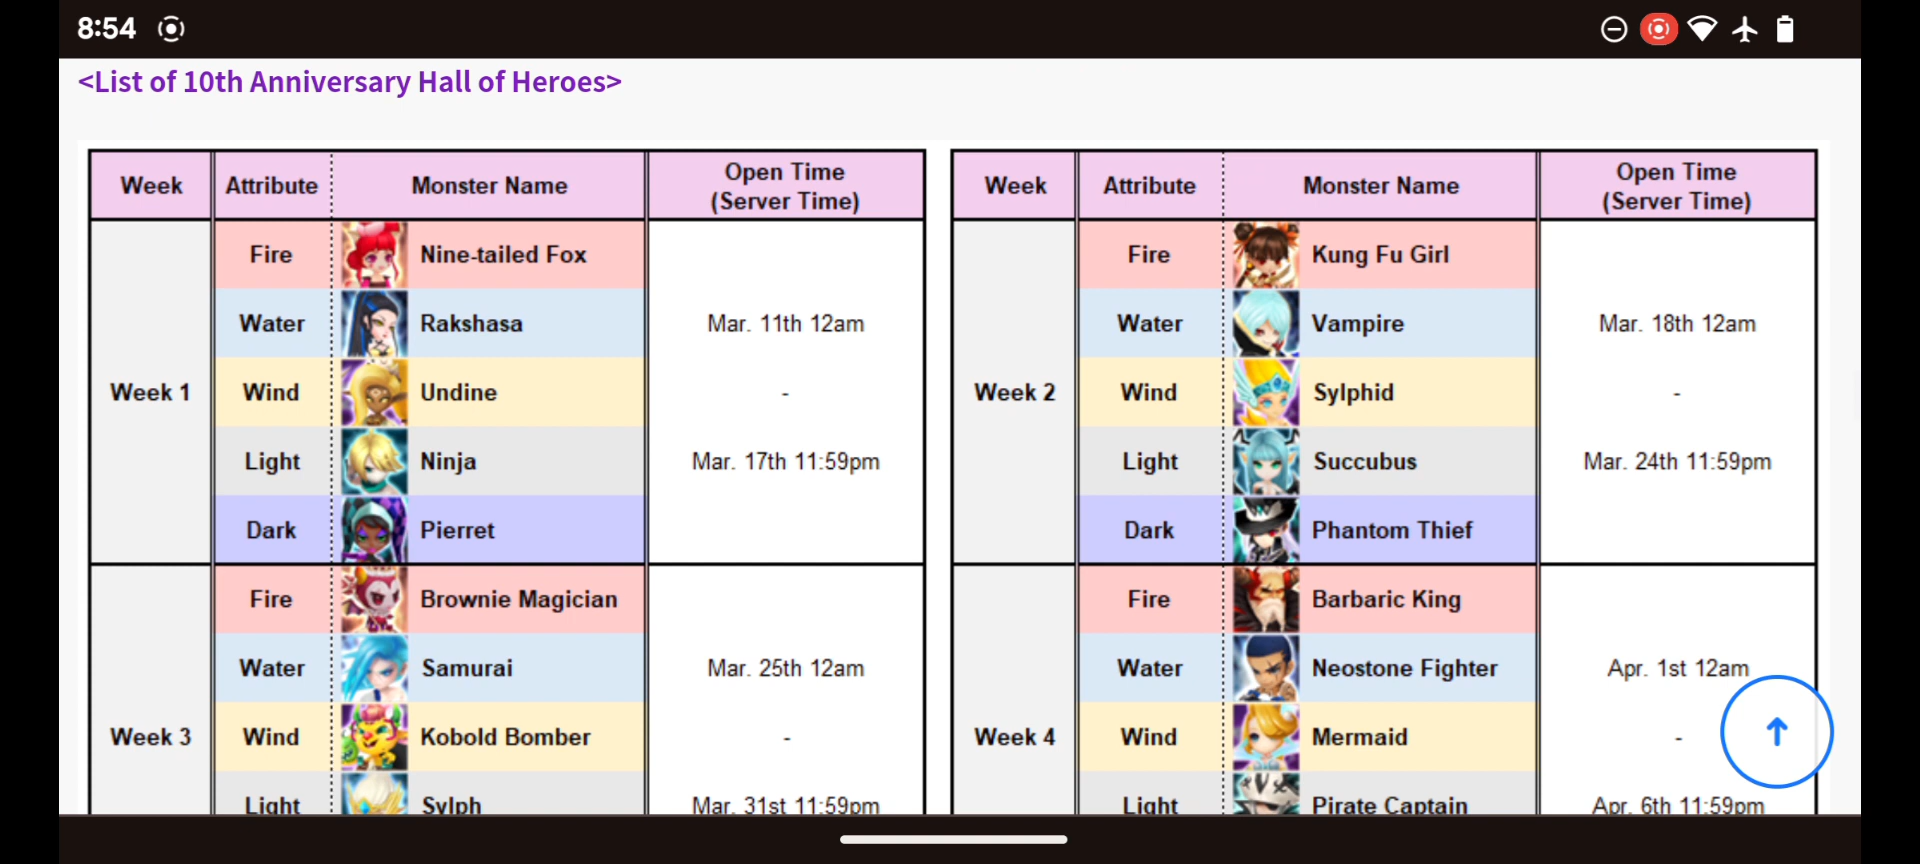 8:54
<List of 10th Anniversary Hall of Heroes>
Week Attribute Monster Name Open Time (Server Time)
Week 1
Fire Nine-tailed Fox
Water Rakshasa
Wind Undine
Light Ninja
Dark Pierret
Mar. 11th 12am
-
Mar. 17th 11:59pm
Week 3
Fire Brownie Magician
Water Samurai
Wind Kobold Bomber
Light Sylph
Mar. 25th 12am
-
Mar. 31st 11:59pm
Week Attribute Monster Name Open Time (Server Time)
Week 2
Fire Kung Fu Girl
Water Vampire
Wind Sylphid
Light Succubus
Dark Phantom Thief
Mar. 18th 12am
-
Mar. 24th 11:59pm
Week 4
Fire Barbaric King
Water Neostone Fighter
Wind Mermaid
Light Pirate Captain
Apr. 1st 12am
-
Apr. 6th 11:59pm